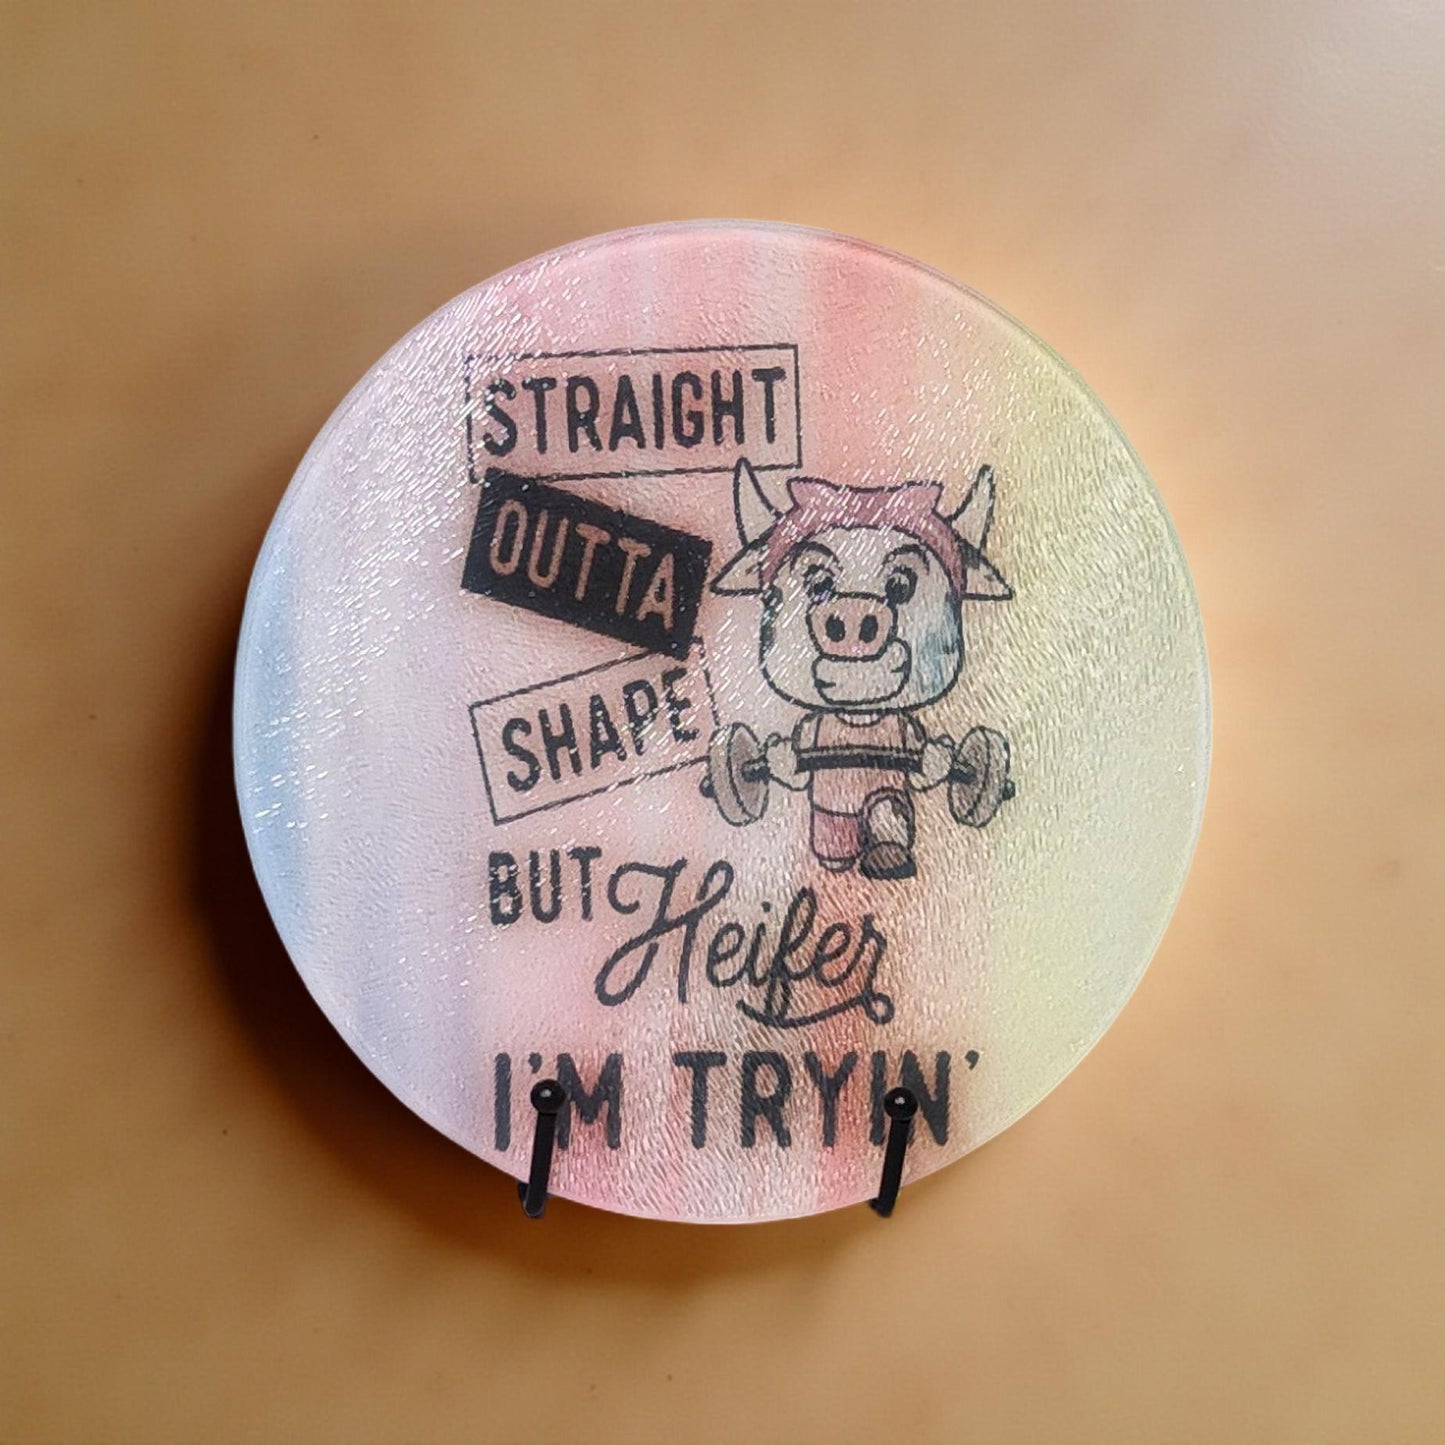 STRAIGHT
OUTTA
SHAPE
BUT Heifer
I'M TRYIN'